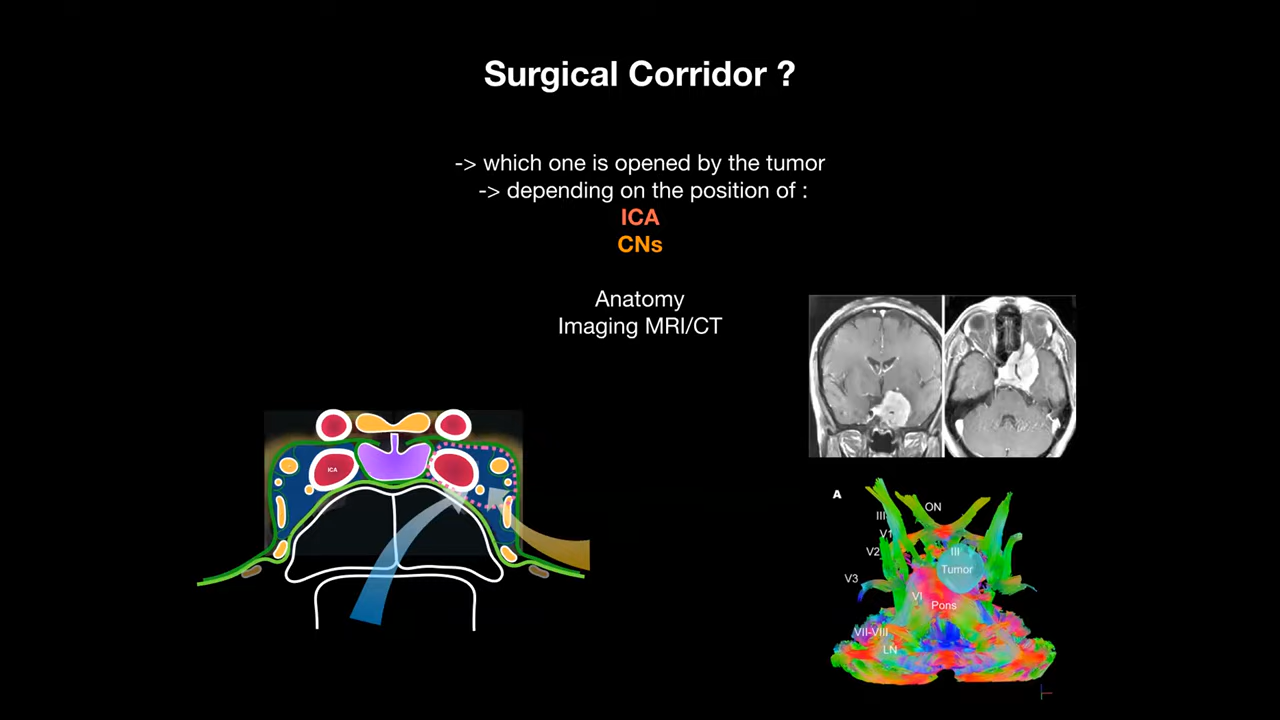 Surgical Corridor ?
-> which one is opened by the tumor
-> depending on the position of :
ICA
CNs
Anatomy
Imaging MRI/CT
ICA
A
ON
III
V1
V2
III
Tumor
V3
VI
Pons
VII-VIII
LN